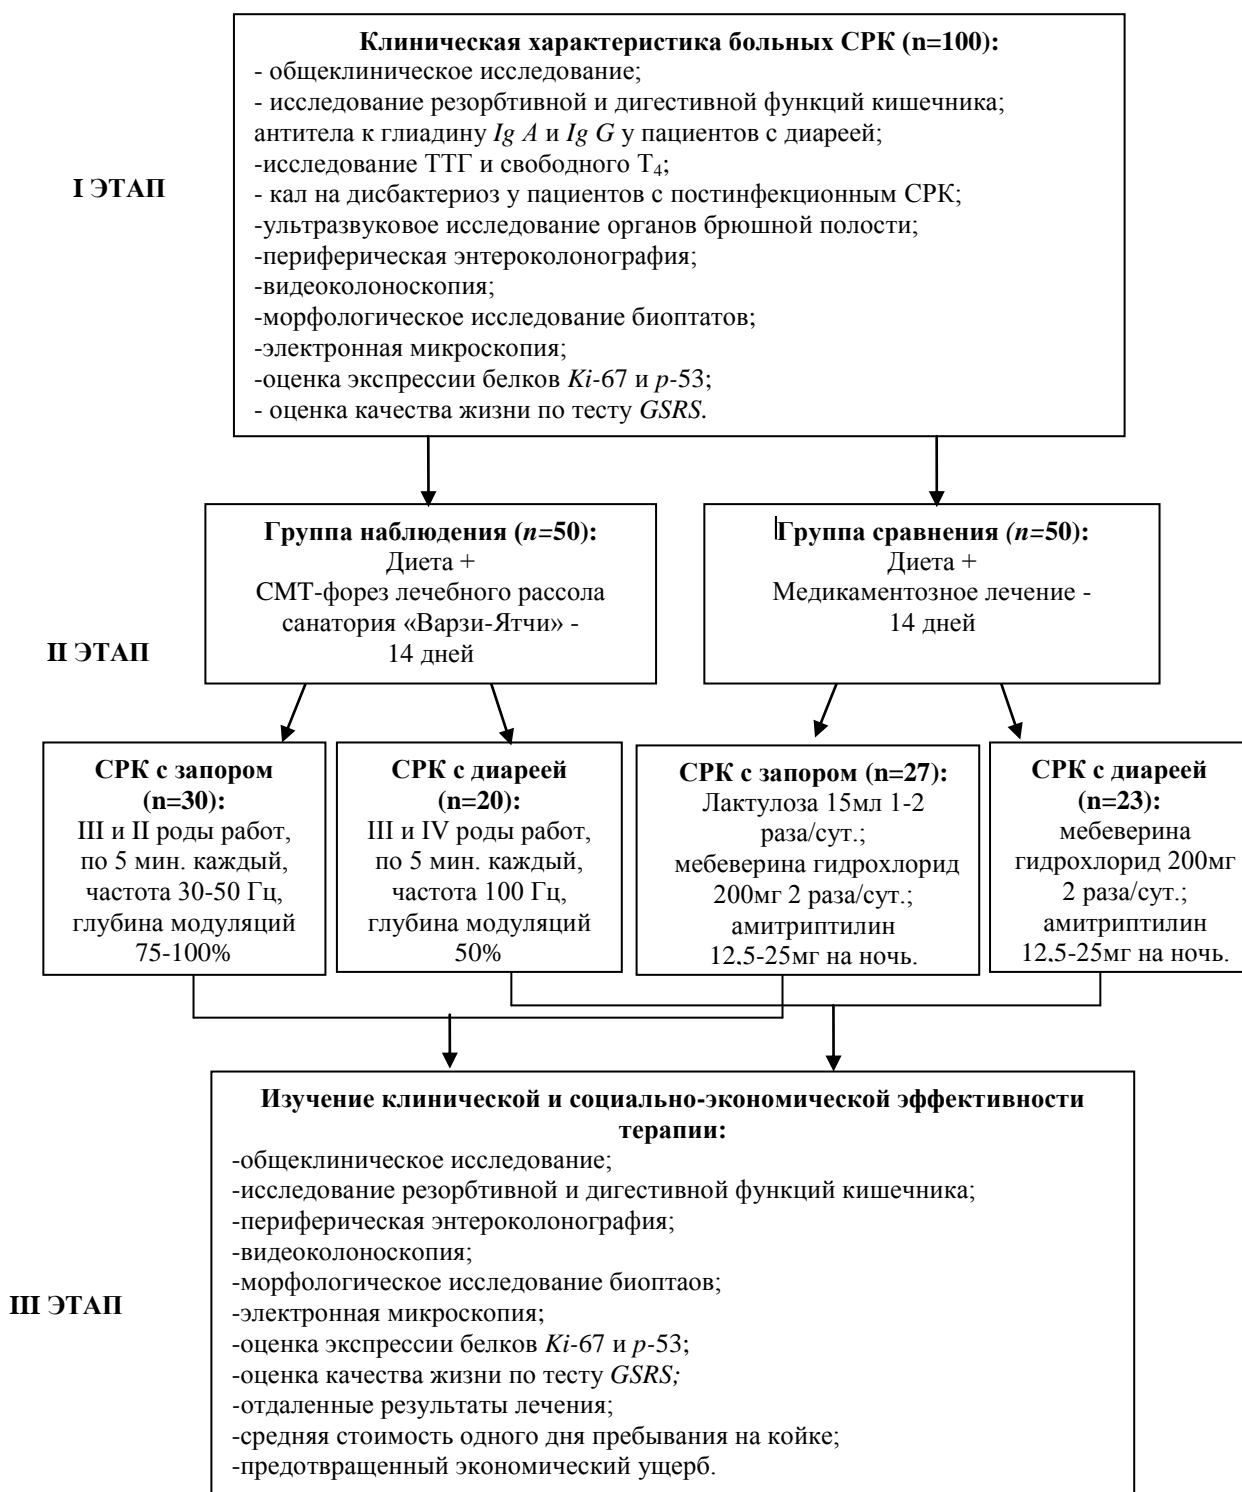 Клиническая характеристика больных СРК (n=100):
- общеклиническое исследование;
- исследование резорбтивной и дигестивной функций кишечника;
антитела к глиадину Ig A и Ig G у пациентов с диареей;
-исследование ТТГ и свободного Т₄;
- кал на дисбактериоз у пациентов с постинфекционным СРК;
-ультразвуковое исследование органов брюшной полости;
-периферическая энтероколонография;
-видеоколоноскопия;
-морфологическое исследование биоптатов;
-электронная микроскопия;
-оценка экспрессии белков Ki-67 и p-53;
- оценка качества жизни по тесту GSRS.
I ЭТАП
Группа наблюдения (n=50):
Диета +
СМТ-форез лечебного рассола
санатория «Варзи-Ятчи» -
14 дней
Группа сравнения (n=50):
Диета +
Медикаментозное лечение -
14 дней
II ЭТАП
СРК с запором
(n=30):
III и II роды работ,
по 5 мин. каждый,
частота 30-50 Гц,
глубина модуляций
75-100%
СРК с диареей
(n=20):
III и IV роды работ,
по 5 мин. каждый,
частота 100 Гц,
глубина модуляций
50%
СРК с запором (n=27):
Лактулоза 15мл 1-2
раза/сут.;
мебеверина гидрохлорид
200мг 2 раза/сут.;
амитриптилин
12,5-25мг на ночь.
СРК с диареей
(n=23):
мебеверина
гидрохлорид 200мг
2 раза/сут.;
амитриптилин
12,5-25мг на ночь.
Изучение клинической и социально-экономической эффективности
терапии:
-общеклиническое исследование;
-исследование резорбтивной и дигестивной функций кишечника;
-периферическая энтероколонография;
-видеоколоноскопия;
-морфологическое исследование биоптаов;
-электронная микроскопия;
-оценка экспрессии белков Ki-67 и p-53;
-оценка качества жизни по тесту GSRS;
-отдаленные результаты лечения;
-средняя стоимость одного дня пребывания на койке;
-предотвращенный экономический ущерб.
III ЭТАП